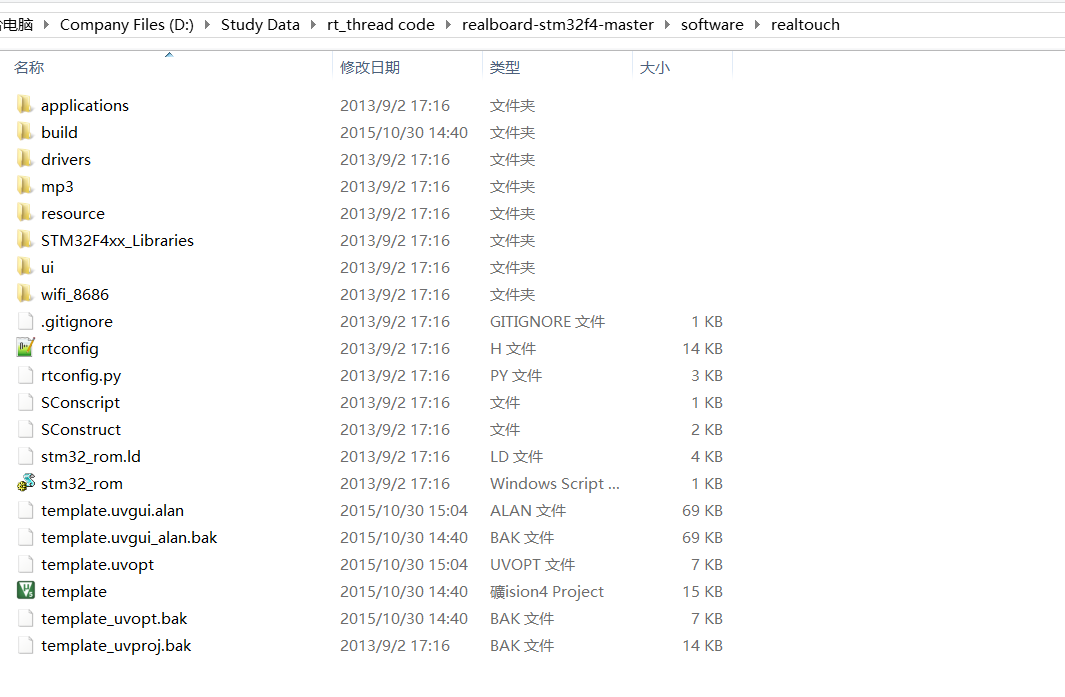 电脑 Company Files (D:) Study Data rt_thread code realboard-stm32f4-master software realtouch
名称 修改日期 类型 大小
applications 2013/9/2 17:16 文件夹
build 2015/10/30 14:40 文件夹
drivers 2013/9/2 17:16 文件夹
mp3 2013/9/2 17:16 文件夹
resource 2013/9/2 17:16 文件夹
STM32F4xx_Libraries 2013/9/2 17:16 文件夹
ui 2013/9/2 17:16 文件夹
wifi_8686 2013/9/2 17:16 文件夹
.gitignore 2013/9/2 17:16 GITIGNORE 文件 1 KB
rtconfig 2013/9/2 17:16 H 文件 14 KB
rtconfig.py 2013/9/2 17:16 PY 文件 3 KB
SConscript 2013/9/2 17:16 文件 1 KB
SConstruct 2013/9/2 17:16 文件 2 KB
stm32_rom.ld 2013/9/2 17:16 LD 文件 4 KB
stm32_rom 2013/9/2 17:16 Windows Script ... 1 KB
template.uvgui.alan 2015/10/30 15:04 ALAN 文件 69 KB
template.uvgui_alan.bak 2015/10/30 14:40 BAK 文件 69 KB
template.uvopt 2015/10/30 15:04 UVOPT 文件 7 KB
template 2015/10/30 14:40 礦ision4 Project 15 KB
template_uvopt.bak 2015/10/30 14:40 BAK 文件 7 KB
template_uvproj.bak 2013/9/2 17:16 BAK 文件 14 KB